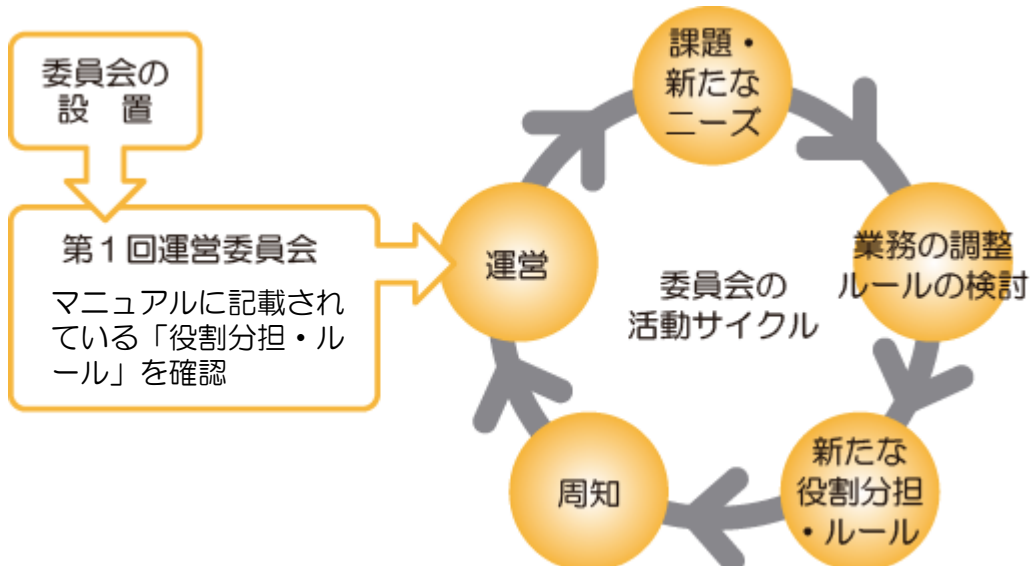 委員会の
設　置
第１回運営委員会
マニュアルに記載され
ている「役割分担・ル
ール」を確認
運営
課題・
新たな
ニーズ
業務の調整
ルールの検討
新たな
役割分担
・ルール
周知
委員会の
活動サイクル